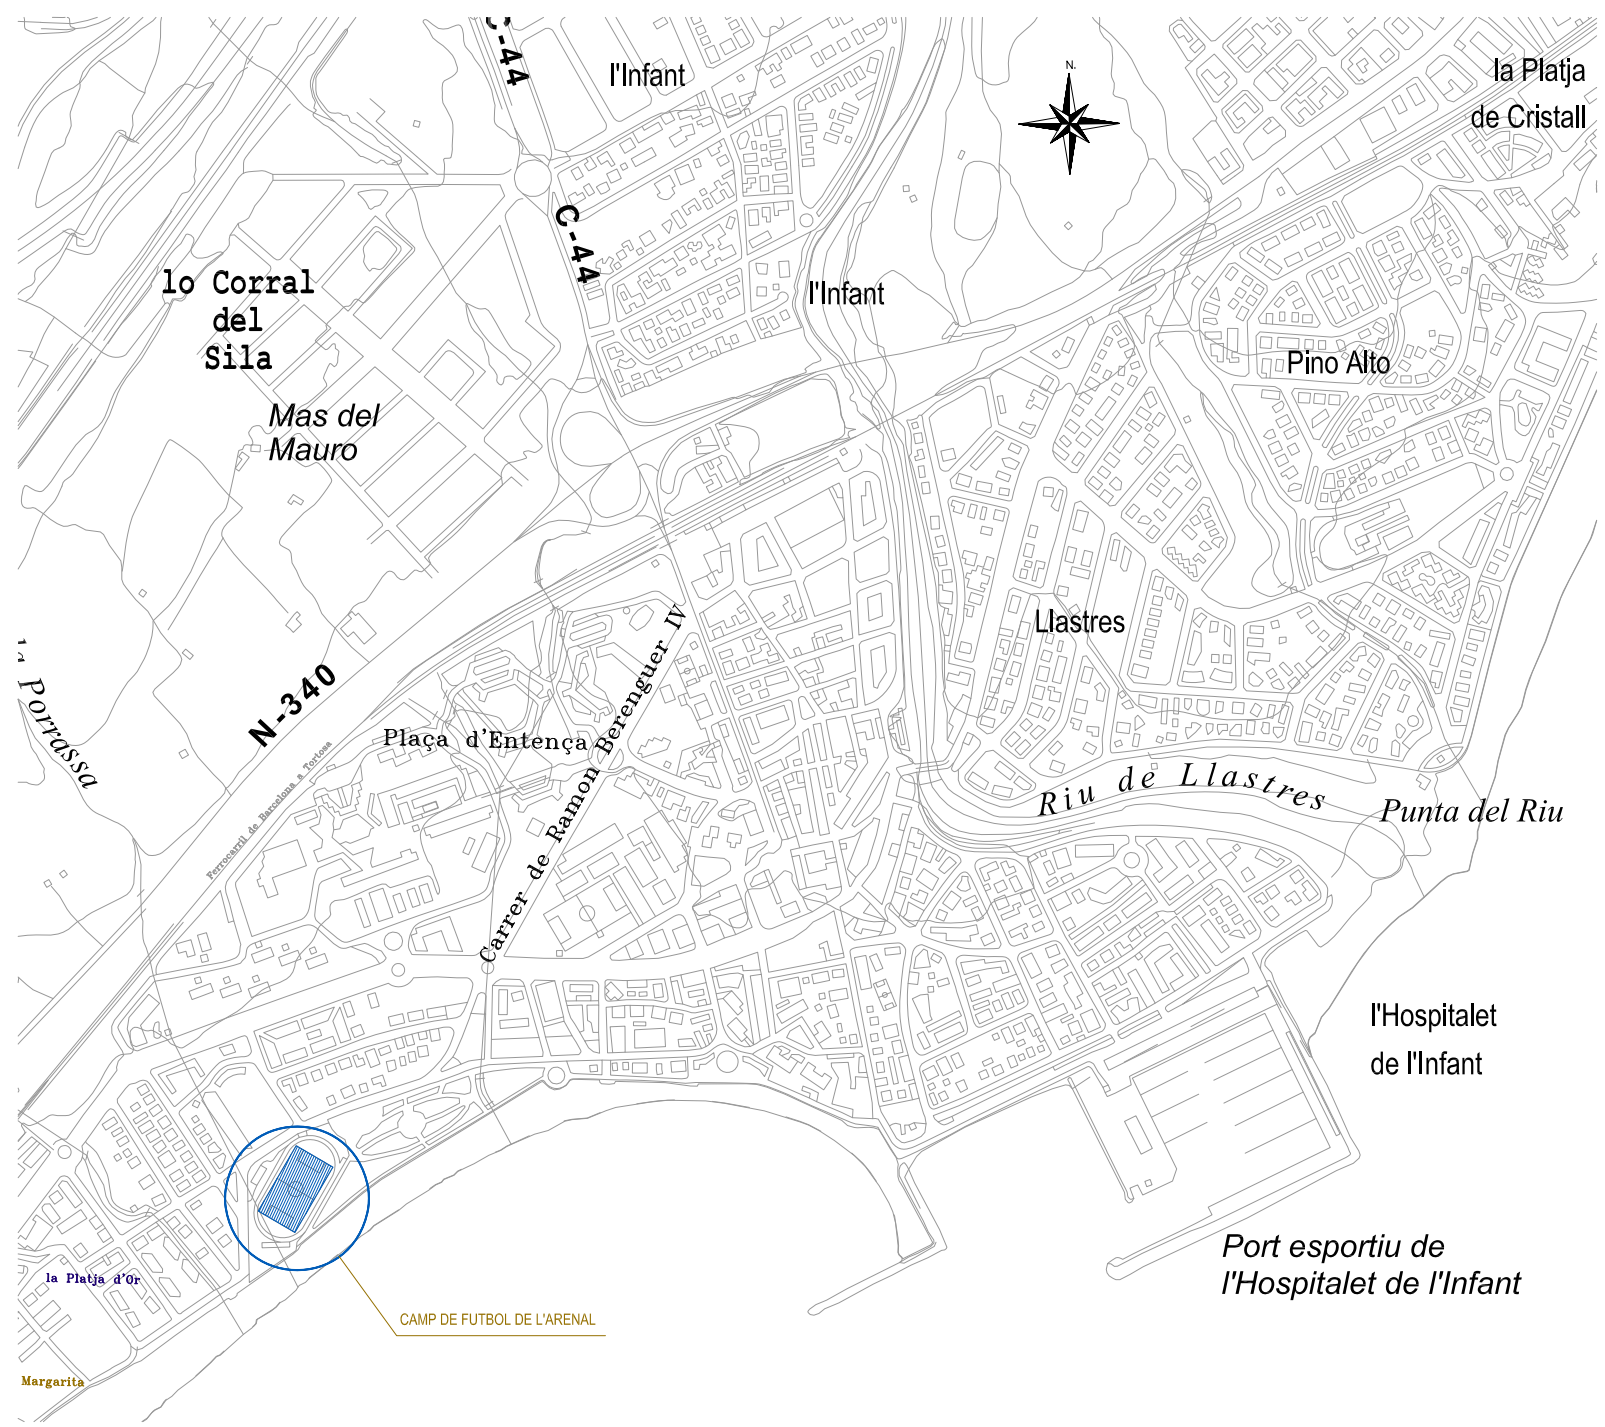 C-44
l'Infant
N.
la Platja
de Cristall
C-44
lo Corral
del
Sila
l'Infant
Pino Alto
Mas del
Mauro
Llastres
la Porrassa
N-340
Plaça d'Entença
Carrer de Ramon Berenguer IV
Ferrocarril de Barcelona a Tortosa
Riu de Llastres
Punta del Riu
l'Hospitalet
de l'Infant
Port esportiu de
l'Hospitalet de l'Infant
la Platja d'Or
CAMP DE FUTBOL DE L'ARENAL
Margarita